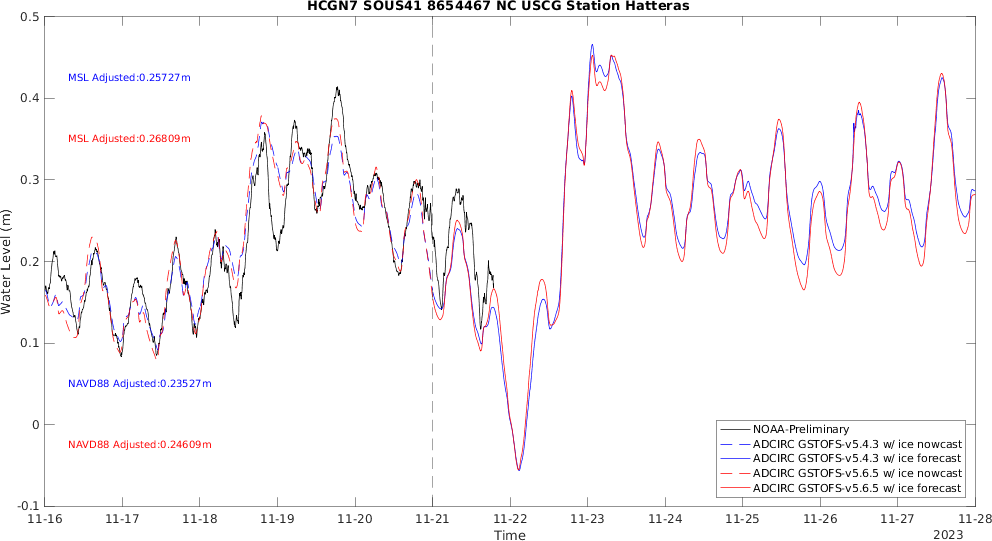 HCGN7 SOUS41 8654467 NC USCG Station Hatteras
0.5
0.4
0.3
0.2
0.1
0
-0.1
Water Level (m)
MSL Adjusted:0.25727m
MSL Adjusted:0.26809m
NAVD88 Adjusted:0.23527m
NAVD88 Adjusted:0.24609m
NOAA-Preliminary
ADCIRC GSTOFS-v5.4.3 w/ ice nowcast
ADCIRC GSTOFS-v5.4.3 w/ ice forecast
ADCIRC GSTOFS-v5.6.5 w/ ice nowcast
ADCIRC GSTOFS-v5.6.5 w/ ice forecast
11-16 11-17 11-18 11-19 11-20 11-21 11-22 11-23 11-24 11-25 11-26 11-27 11-28
Time
2023